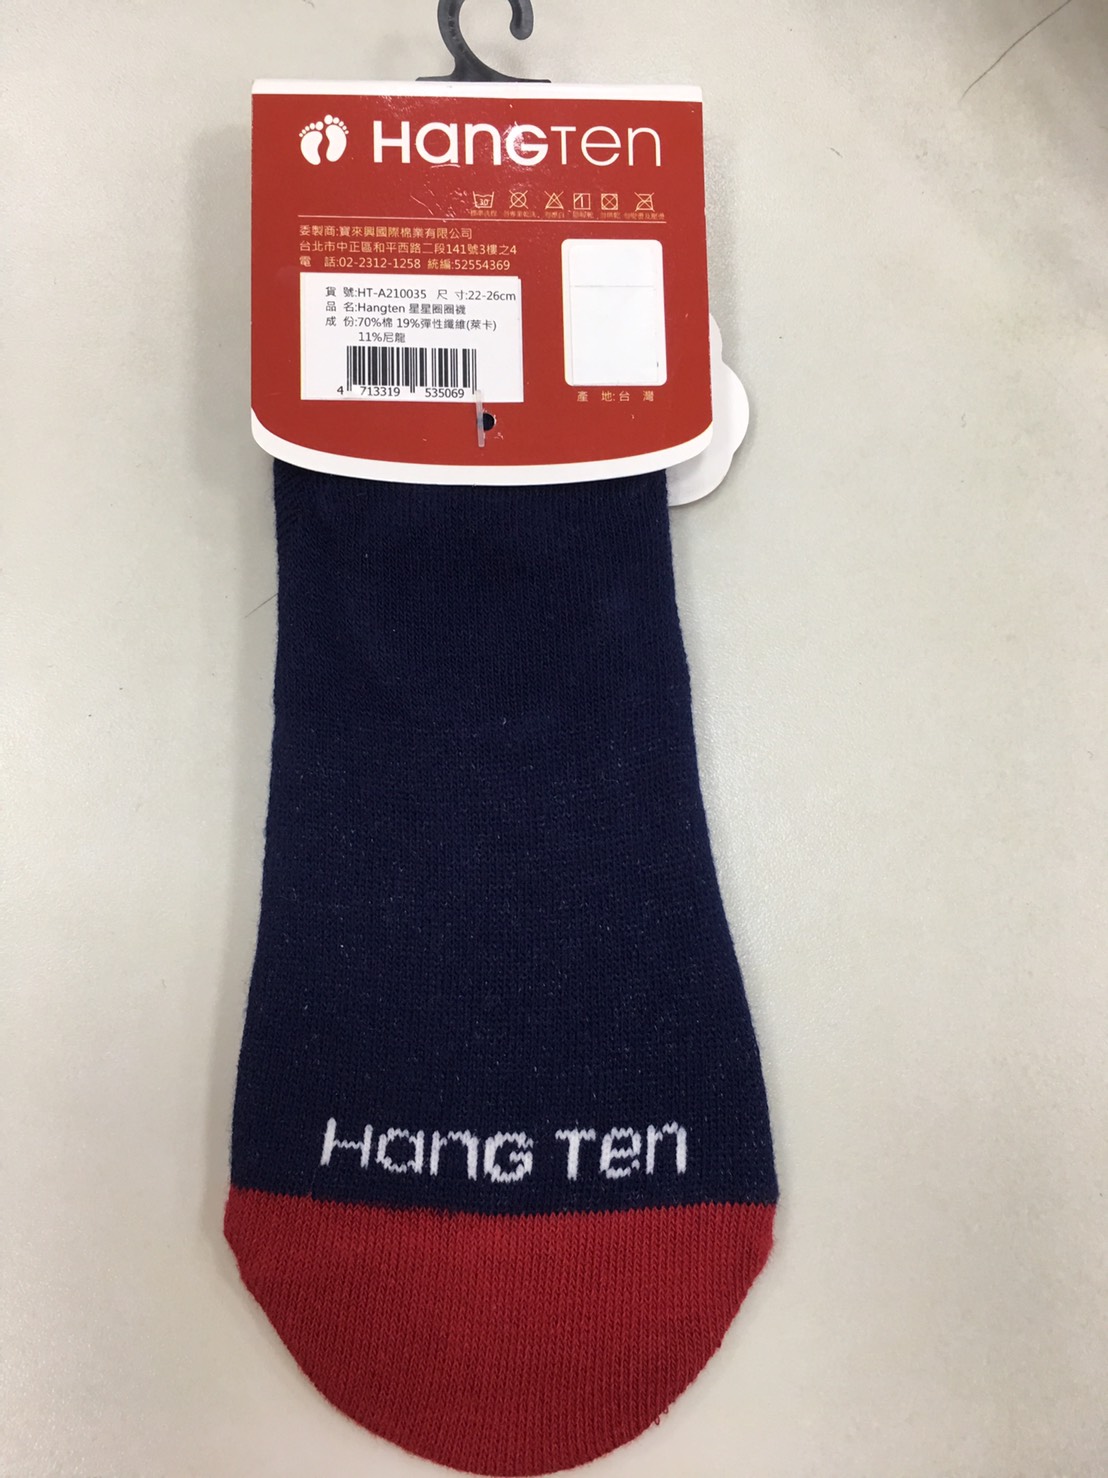 HangTen
委製商:寶來興國際棉業有限公司
台北市中正區和平西路二段141號3樓之4
電 話:02-2312-1258 統編:52554369
貨 號:HT-A210035 尺 寸:22-26cm
品 名:Hangten 星星圈圈襪
成 份:70%棉 19%彈性纖維(萊卡)
11%尼龍
4 713319 535069
產 地:台 灣
Hang Ten